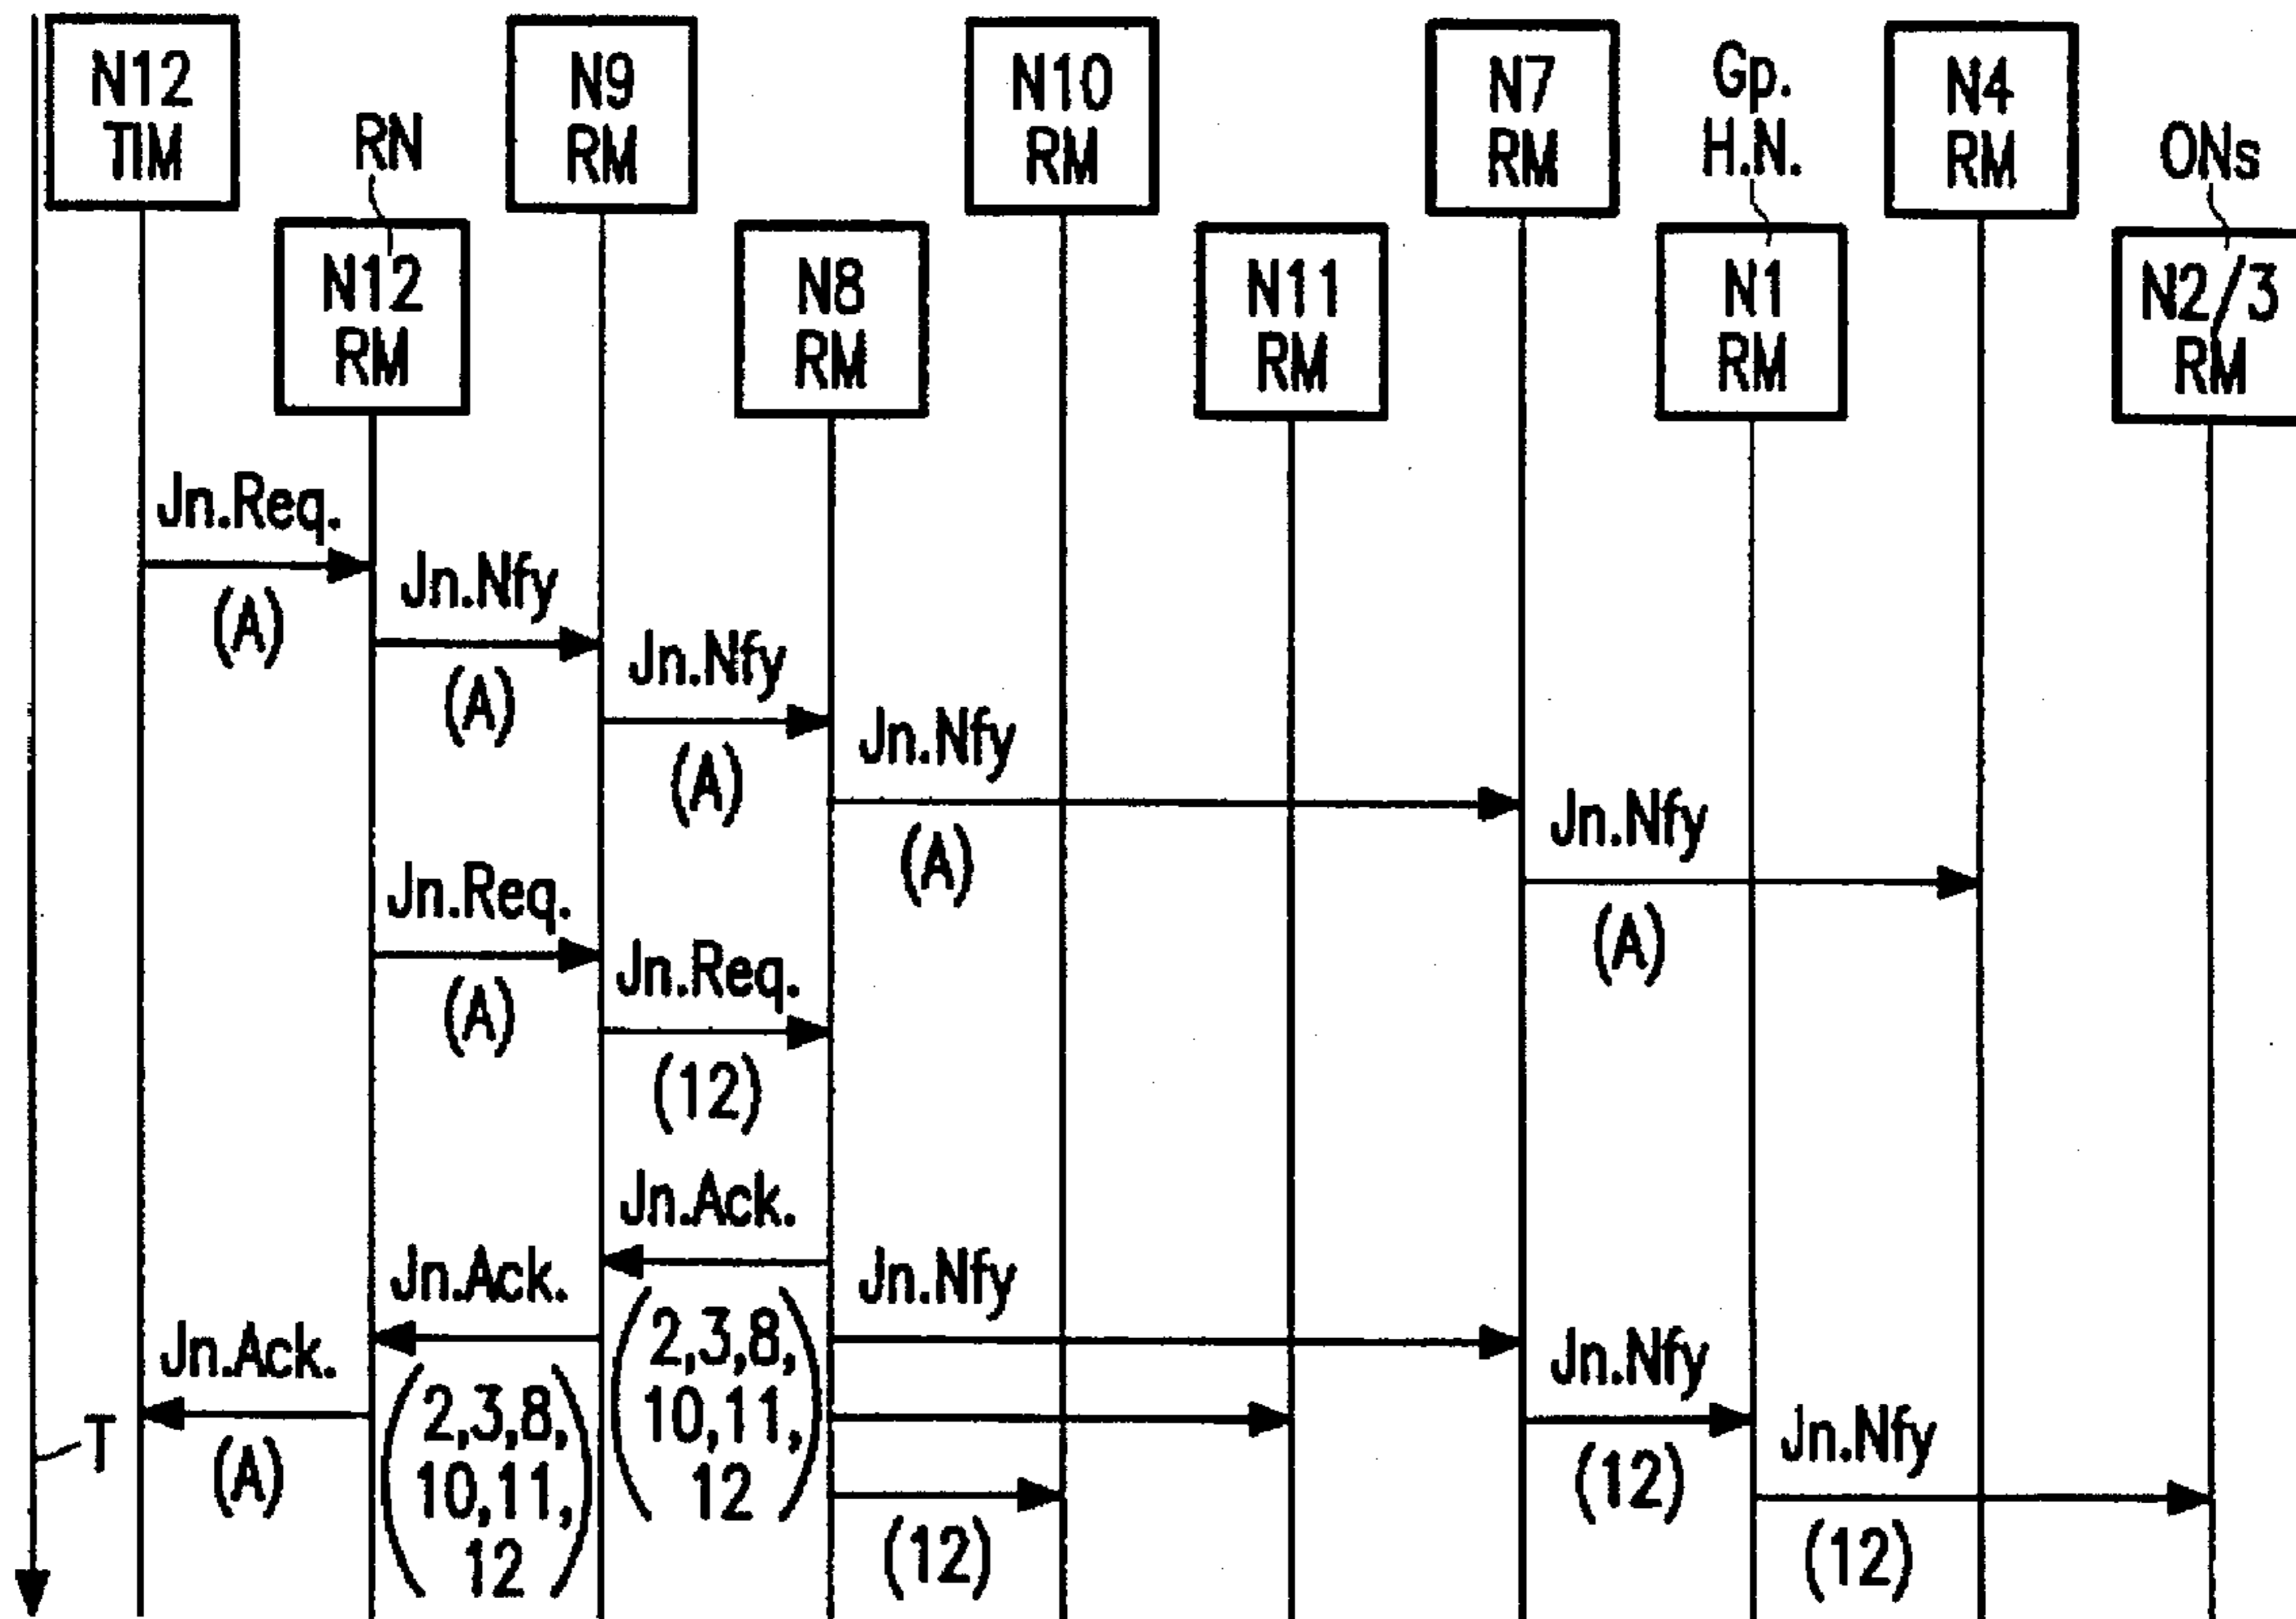 N12
TIM
RN
N12
RM
N9
RM
N8
RM
N10
RM
N11
RM
N7
RM
Gp.
H.N.
N1
RM
N4
RM
ONs
N2/3
RM
Jn.Req.
(A)
Jn.Nfy
(A)
Jn.Nfy
(A)
Jn.Nfy
(A)
Jn.Nfy
(A)
Jn.Req.
(A)
Jn.Req.
(12)
Jn.Ack.
(2,3,8,
10,11,
12)
Jn.Ack.
(2,3,8,
10,11,
12)
Jn.Ack.
(A)
Jn.Nfy
(12)
Jn.Nfy
(12)
Jn.Nfy
(12)
T